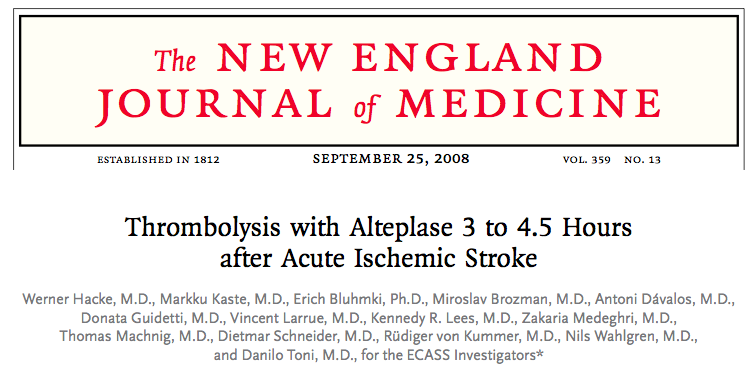 The NEW ENGLAND
JOURNAL of MEDICINE
ESTABLISHED IN 1812 SEPTEMBER 25, 2008 VOL. 359 NO. 13
Thrombolysis with Alteplase 3 to 4.5 Hours
after Acute Ischemic Stroke
Werner Hacke, M.D., Markku Kaste, M.D., Erich Bluhmki, Ph.D., Miroslav Brozman, M.D., Antoni Dávalos, M.D.,
Donata Guidetti, M.D., Vincent Larrue, M.D., Kennedy R. Lees, M.D., Zakaria Medeghri, M.D.,
Thomas Machnig, M.D., Dietmar Schneider, M.D., Rüdiger von Kummer, M.D., Nils Wahlgren, M.D.,
and Danilo Toni, M.D., for the ECASS Investigators*